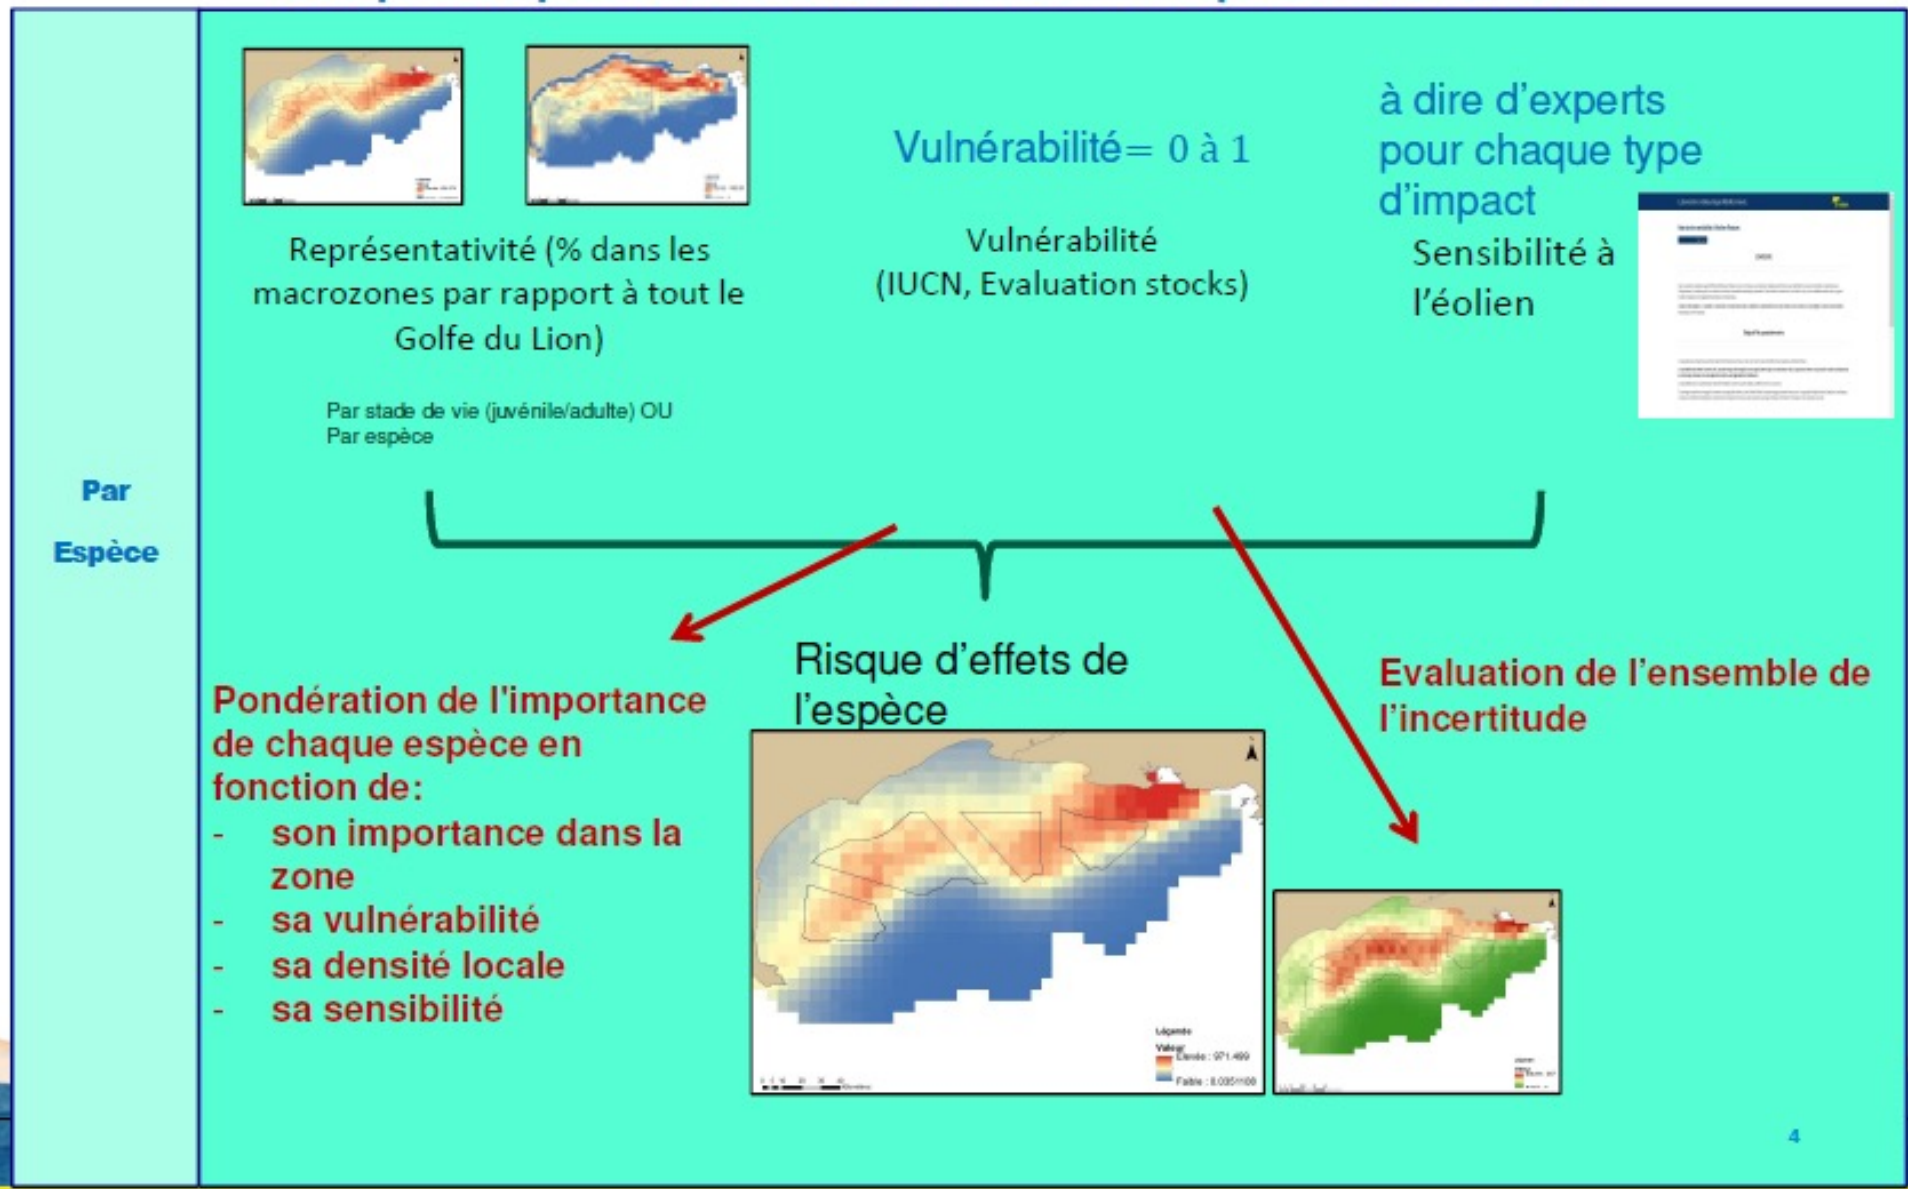 Par
Espèce
Représentativité (% dans les
macrozones par rapport à tout le
Golfe du Lion)
Par stade de vie (juvénile/adulte) OU
Par espèce
Vulnérabilité= 0 à 1
Vulnérabilité
(IUCN, Evaluation stocks)
à dire d’experts
pour chaque type
d’impact
Sensibilité à
l’éolien
Pondération de l'importance
de chaque espèce en
fonction de:
- son importance dans la
zone
- sa vulnérabilité
- sa densité locale
- sa sensibilité
Risque d’effets de
l’espèce
Légende
Valeur
Elevée : 971.499
Evaluation de l’ensemble de
l’incertitude
4